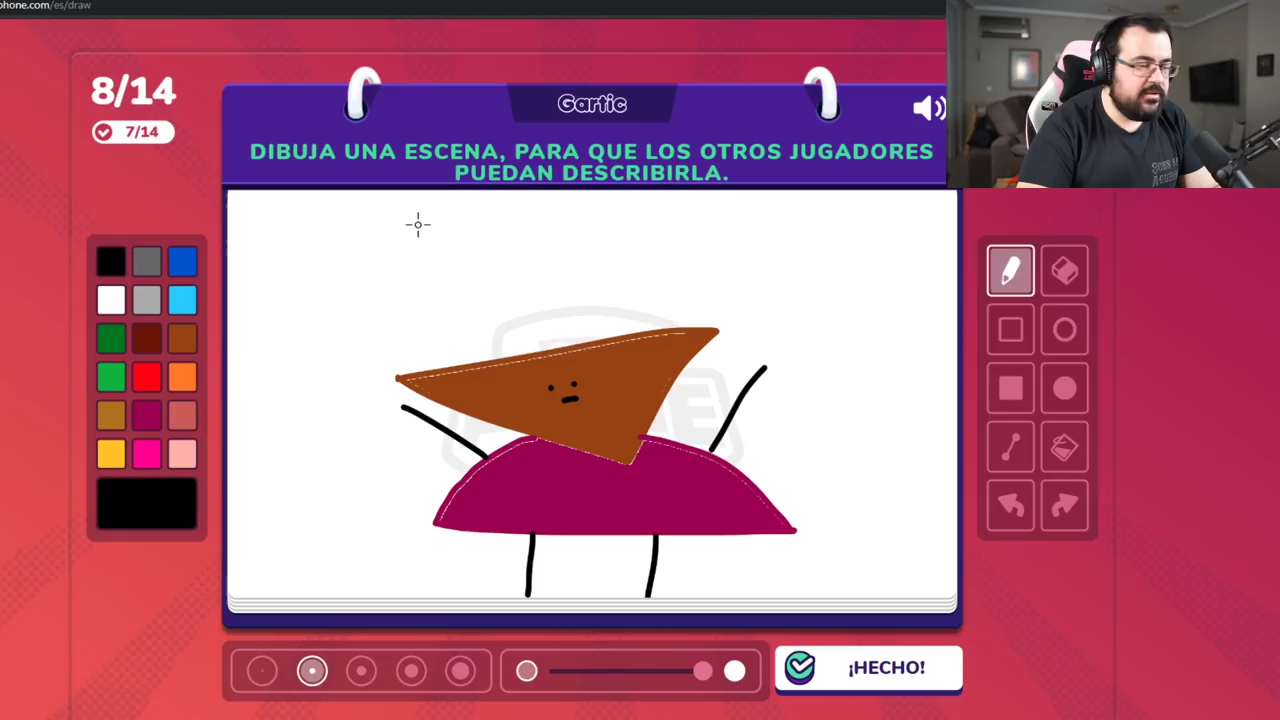 phone.com/es/draw
8/14
7/14
Gartic
DIBUJA UNA ESCENA, PARA QUE LOS OTROS JUGADORES
PUEDAN DESCRIBIRLA.
¡HECHO!